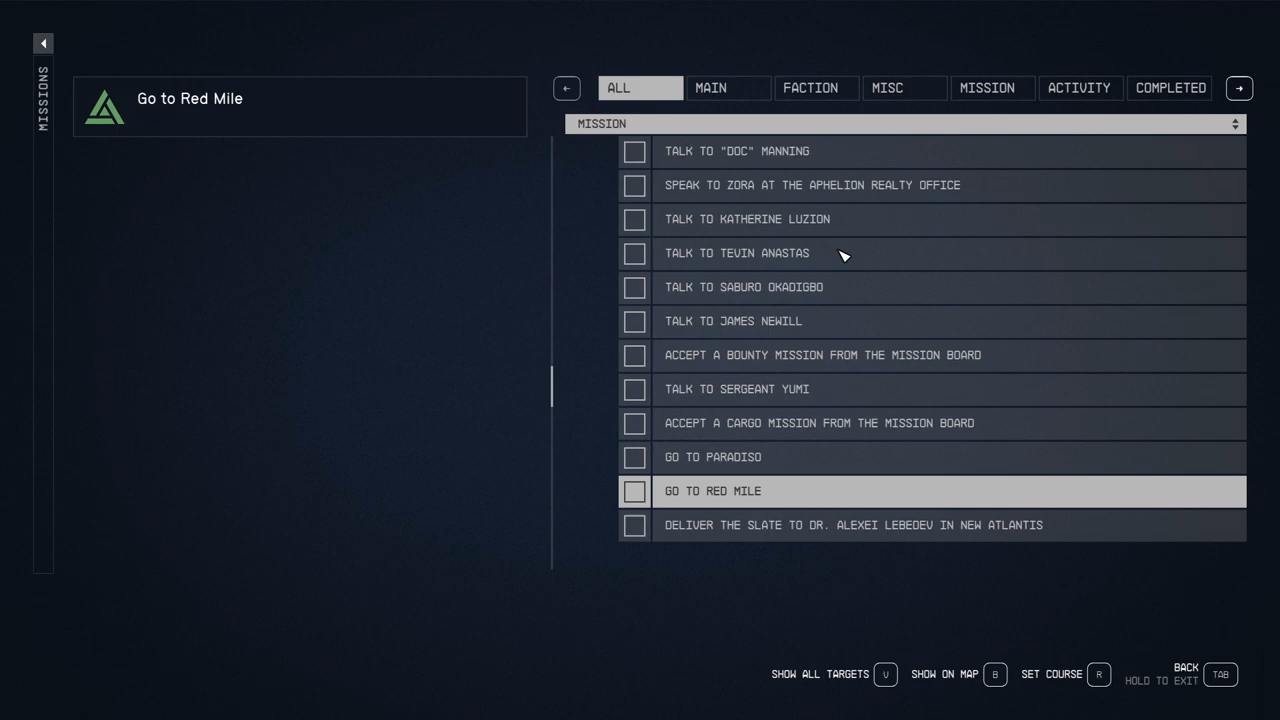 MISSIONS
Go to Red Mile
ALL
MAIN
FACTION
MISC
MISSION
ACTIVITY
COMPLETED
MISSION
TALK TO "DOC" MANNING
SPEAK TO ZORA AT THE APHELION REALTY OFFICE
TALK TO KATHERINE LUZION
TALK TO TEVIN ANASTAS
TALK TO SABURO OKADIGBO
TALK TO JAMES NEWILL
ACCEPT A BOUNTY MISSION FROM THE MISSION BOARD
TALK TO SERGEANT YUMI
ACCEPT A CARGO MISSION FROM THE MISSION BOARD
GO TO PARADISO
GO TO RED MILE
DELIVER THE SLATE TO DR. ALEXEI LEBEDEV IN NEW ATLANTIS
SHOW ALL TARGETS V
SHOW ON MAP B
SET COURSE R
BACK
HOLD TO EXIT
TAB